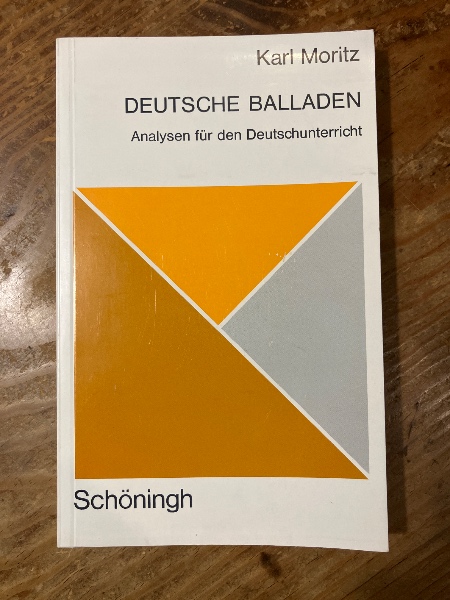 Karl Moritz
DEUTSCHE BALLADEN
Analysen für den Deutschunterricht
Schöningh